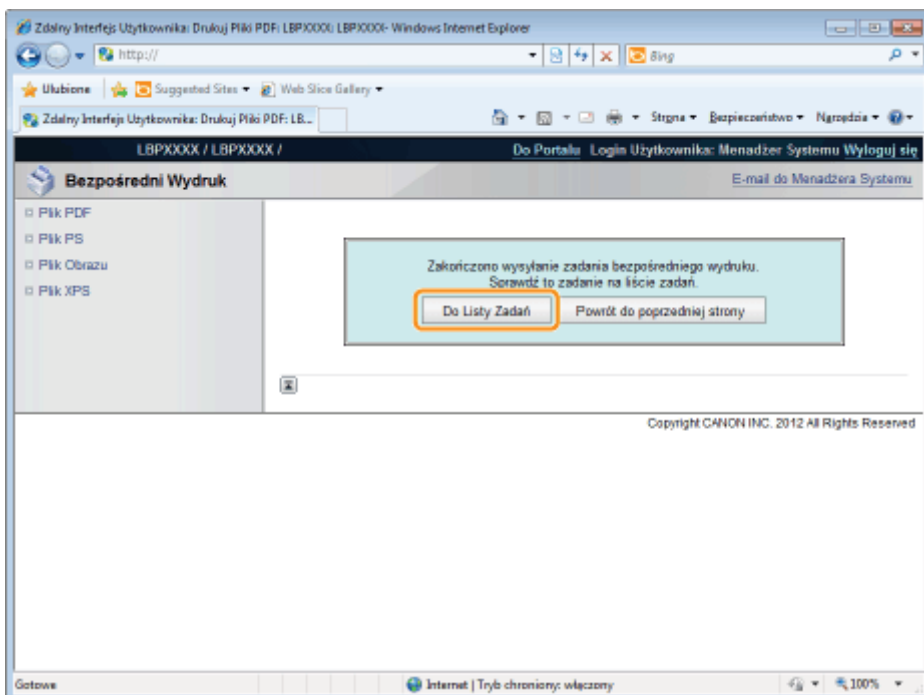 Zdalny Interfejs Użytkownika: Drukuj Pliki PDF: LBPXXXX: LBPXXXX- Windows Internet Explorer
http://
Bing
Ulubione Suggested Sites Web Slice Gallery
Zdalny Interfejs Użytkownika: Drukuj Pliki PDF: LB... Strona Bezpieczeństwo Narzędzia
LBPXXXX / LBPXXXX / Do Portalu Login Użytkownika: Menadżer Systemu Wyloguj się
Bezpośredni Wydruk E-mail do Menadżera Systemu
Plik PDF
Plik PS
Plik Obrazu
Plik XPS
Zakończono wysyłanie zadania bezpośredniego wydruku.
Sprawdź to zadanie na liście zadań.
Do Listy Zadań Powrót do poprzedniej strony
Copyright CANON INC. 2012 All Rights Reserved
Gotowe Internet | Tryb chroniony: włączony 100%